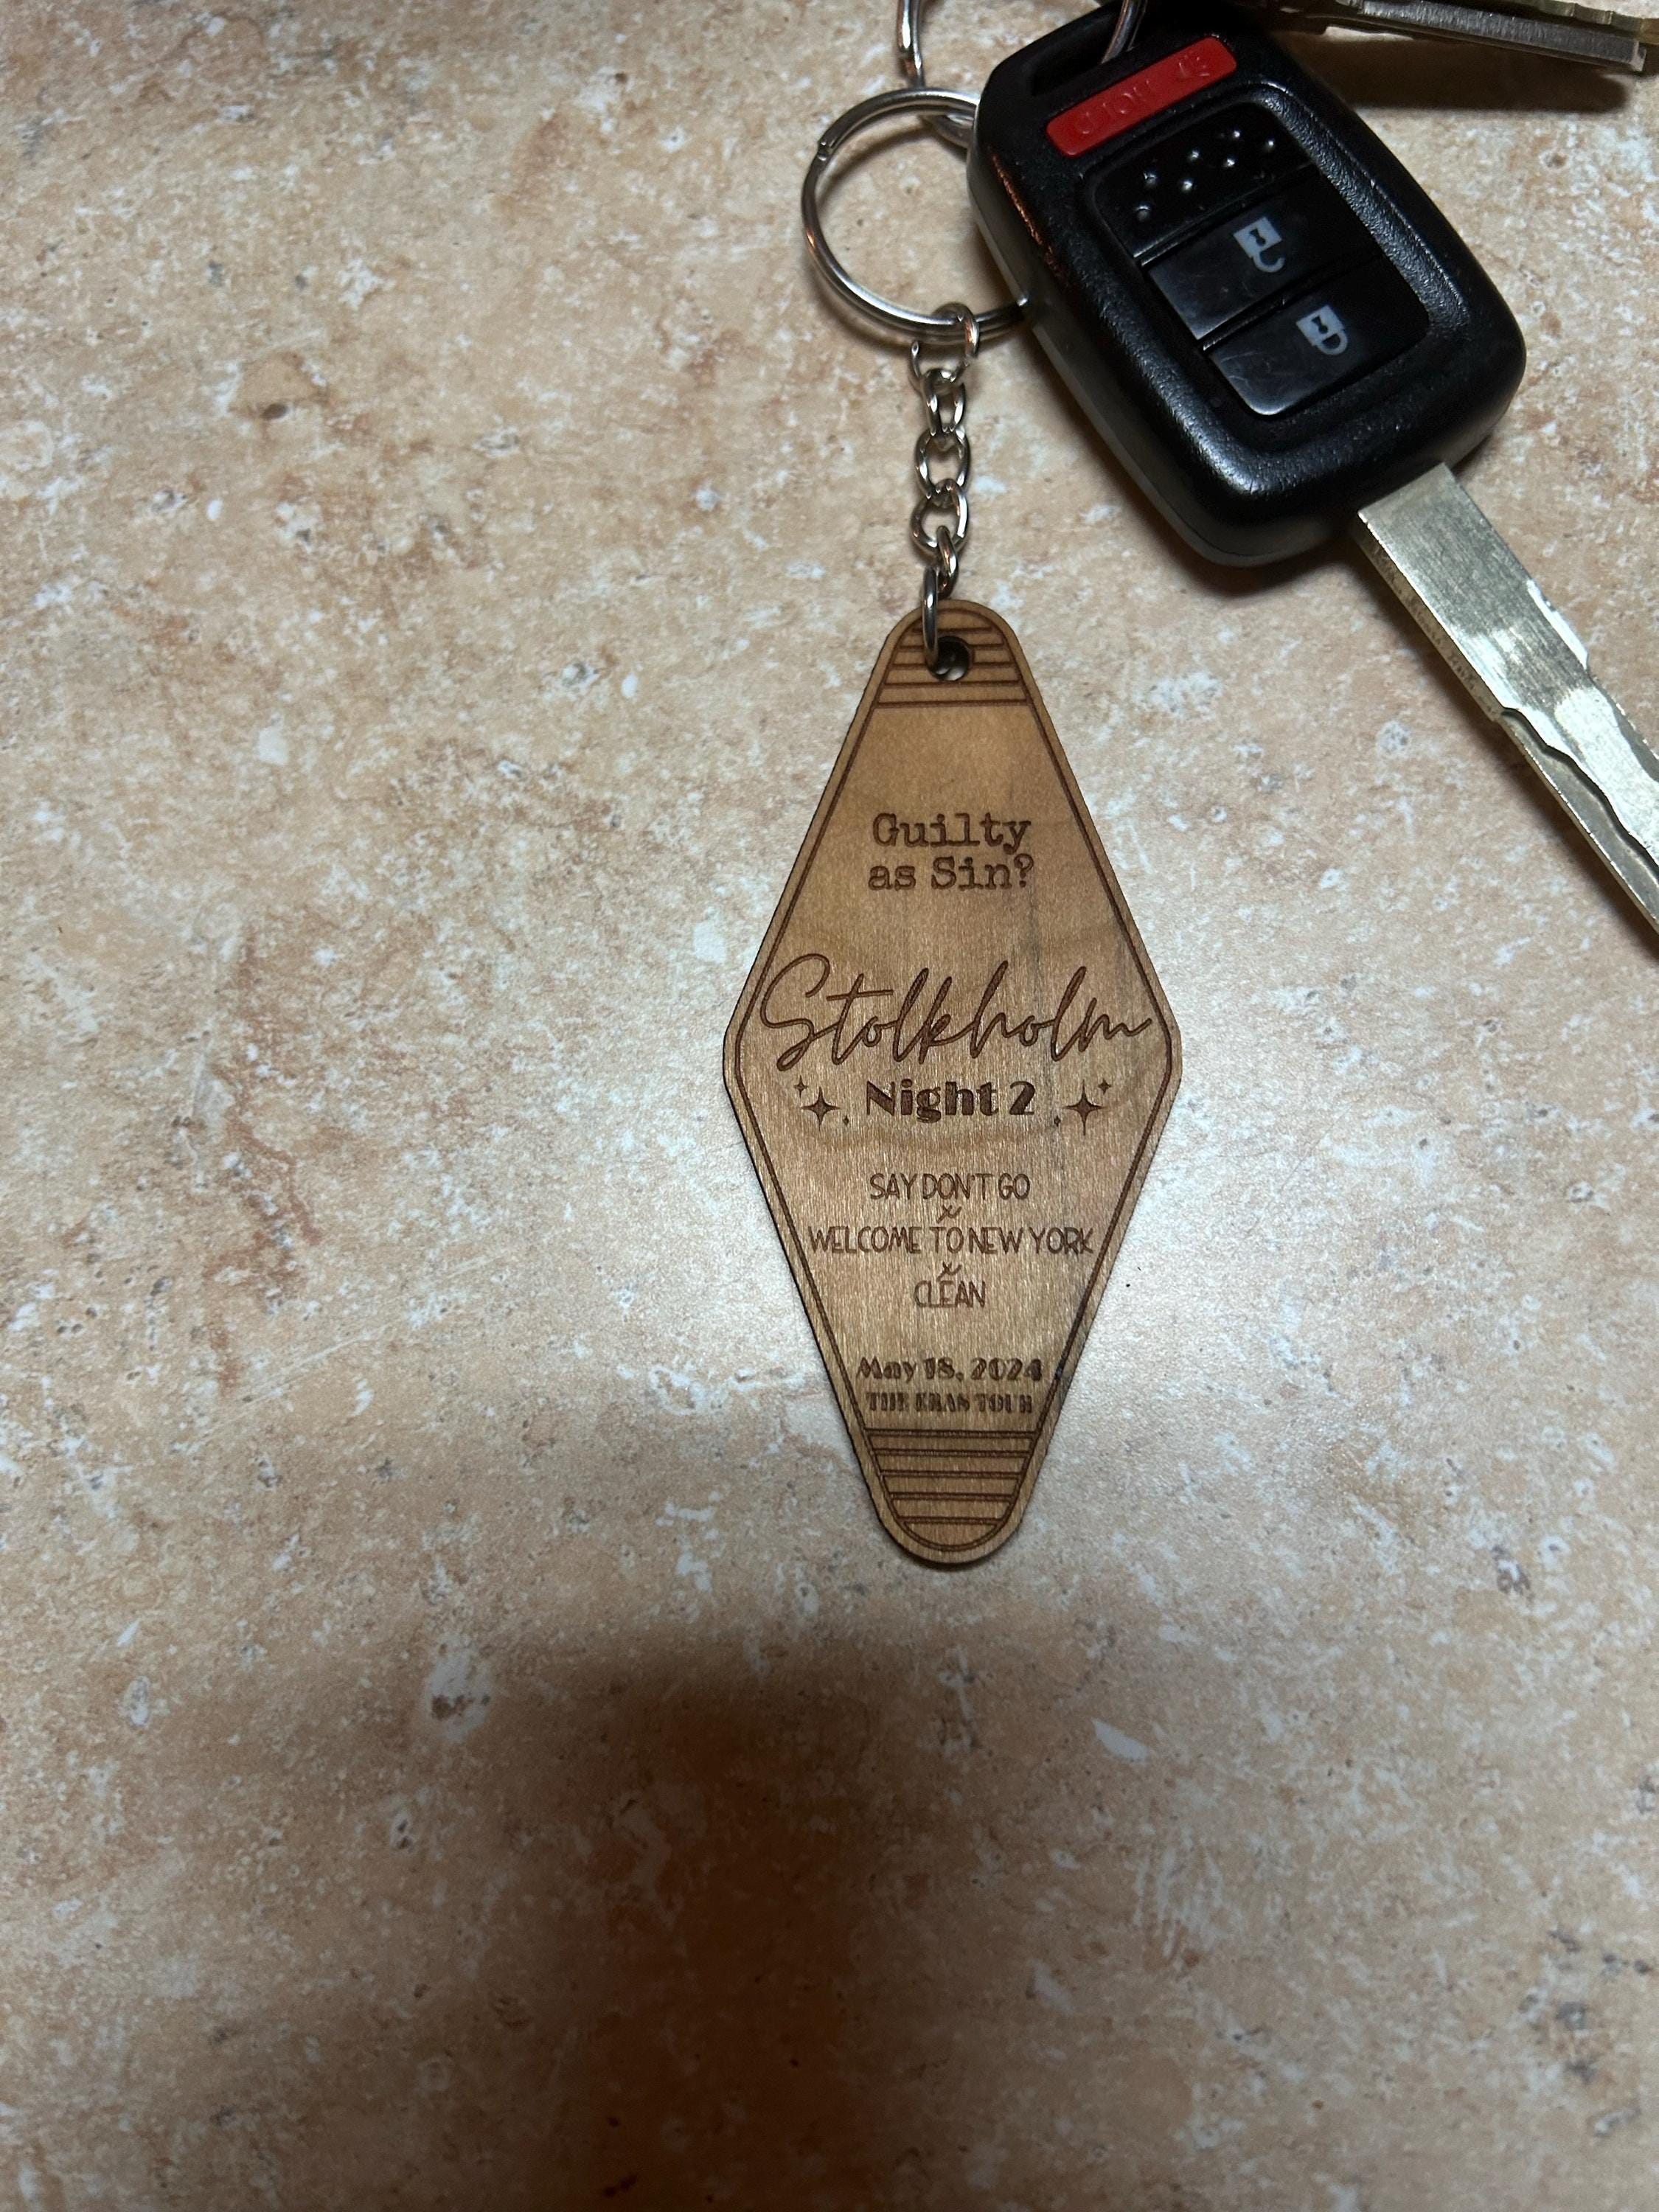 HOLD
Guilty
as Sin?
Stolkholm
Night 2
SAY DON'T GO
x
WELCOME TO NEW YORK
x
CLEAN
May 18, 2024
THE ERAS TOUR